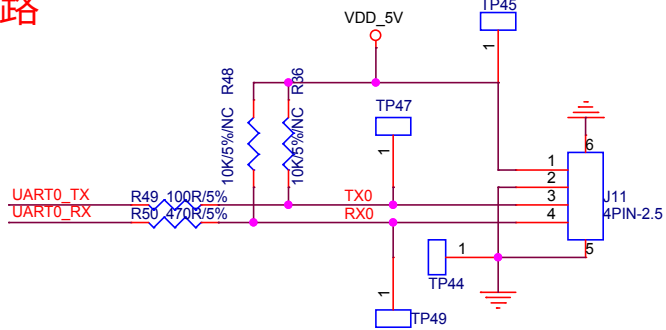 路
TP45
VDD_5V
1
R48
R36
10K/5%/NC
10K/5%/NC
TP47
1
6
1
2
3
4
J11
4PIN-2.5
UART0_TX
R49
100R/5%
TX0
UART0_RX
R50
470R/5%
RX0
1
TP44
5
1
TP49